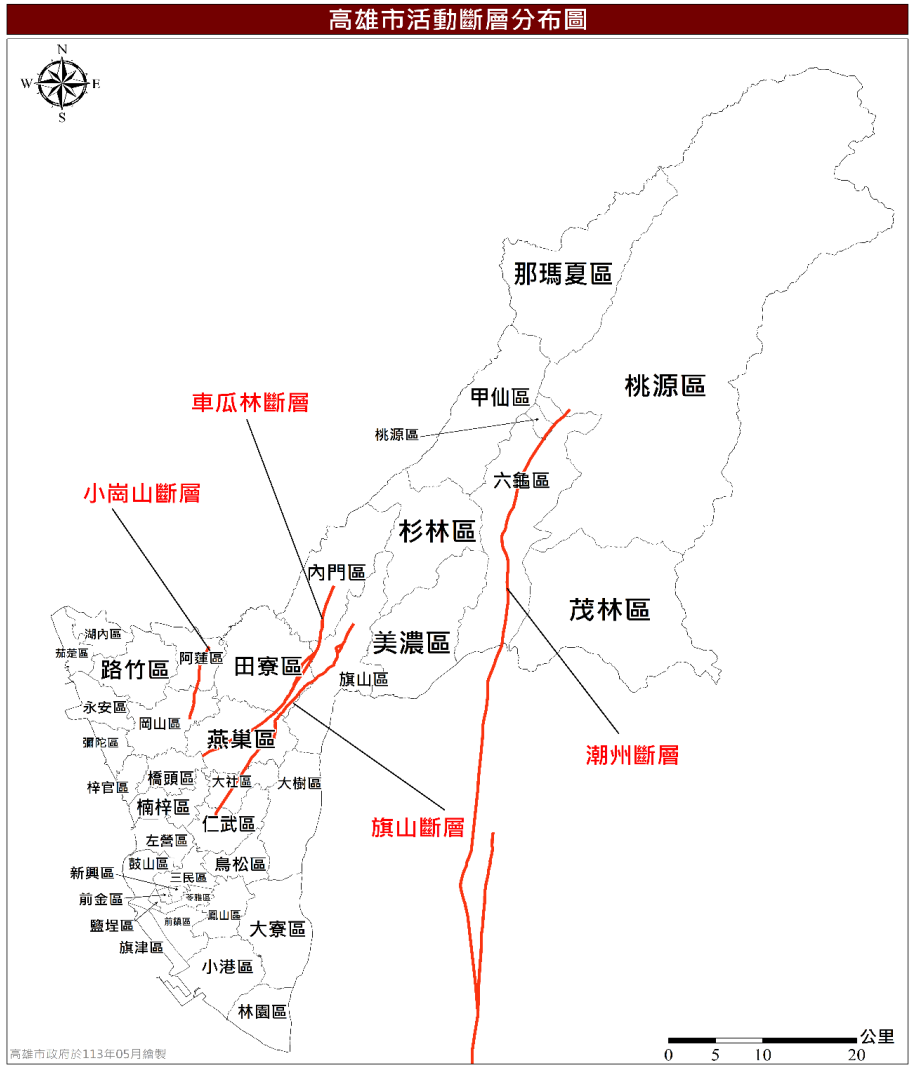 高雄市活動斷層分布圖
N
W
E
S
那瑪夏區
桃源區
甲仙區
車瓜林斷層
桃源區
六龜區
小崗山斷層
杉林區
內門區
茂林區
湖內區
美濃區
茄萣區
阿蓮區
田寮區
路竹區
旗山區
永安區
岡山區
燕巢區
彌陀區
潮州斷層
橋頭區
大社區
大樹區
梓官區
楠梓區
仁武區
旗山斷層
左營區
鼓山區
鳥松區
新興區
三民區
前金區
苓雅區
鳳山區
前鎮區
鹽埕區
大寮區
旗津區
小港區
林園區
公里
0
5
10
20
高雄市政府於113年05月繪製